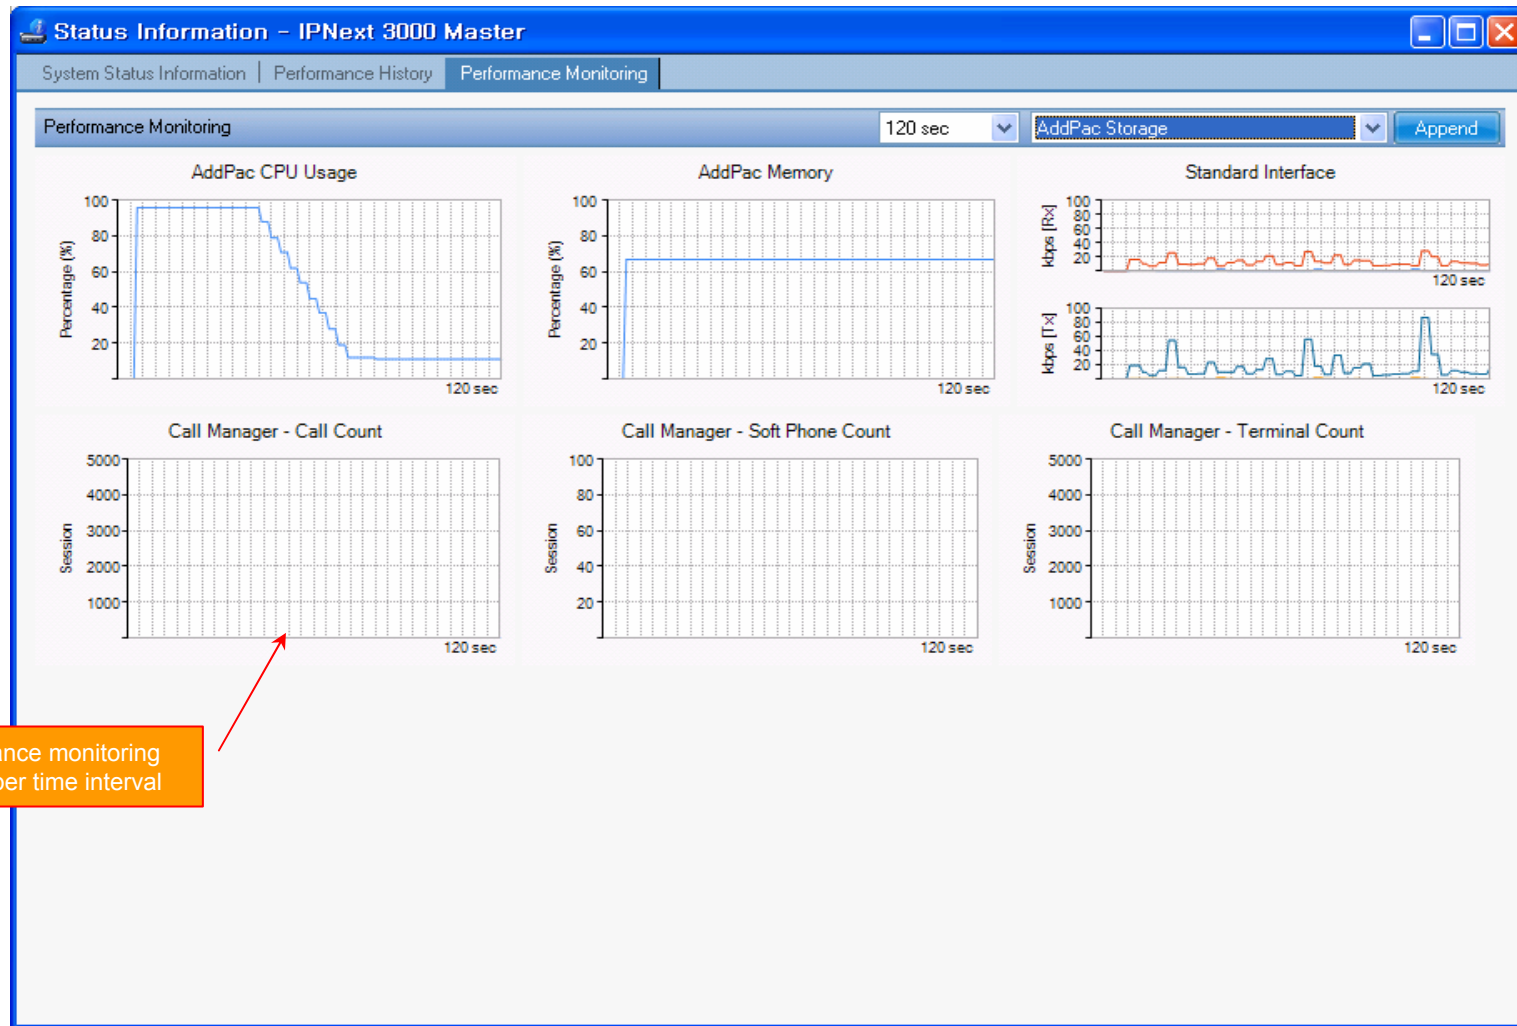 Status Information - IPNext 3000 Master
System Status Information | Performance History Performance Monitoring
Performance Monitoring 120 sec AddPac Storage Append
AddPac CPU Usage
100
80
60
40
20
Percentage (%)
120 sec
AddPac Memory
100
80
60
40
20
Percentage (%)
120 sec
Standard Interface
100
80
60
40
20
kbps [Rx]
120 sec
100
80
60
40
20
kbps [Tx]
120 sec
Call Manager - Call Count
5000
4000
3000
2000
1000
Session
120 sec
Call Manager - Soft Phone Count
100
80
60
40
20
Session
120 sec
Call Manager - Terminal Count
5000
4000
3000
2000
1000
Session
120 sec
ance monitoring
per time interval